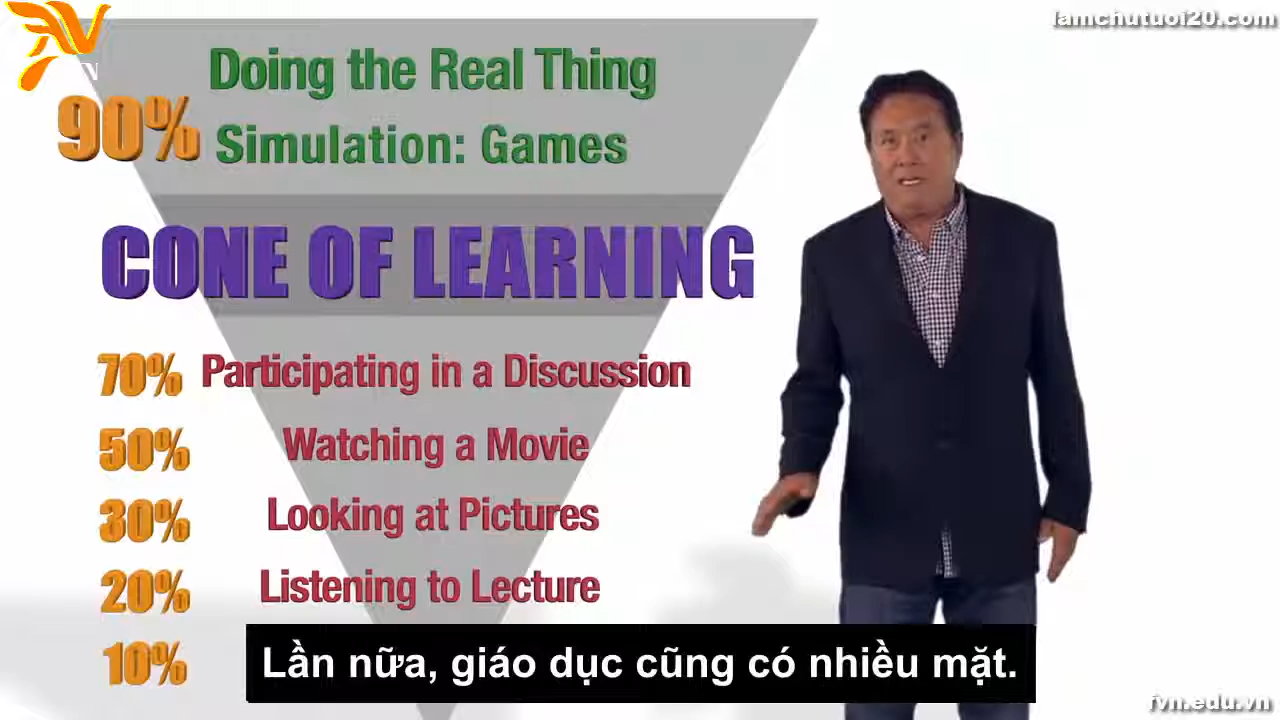 lamchutuoi20.com
Doing the Real Thing
90%
Simulation: Games
CONE OF LEARNING
70% Participating in a Discussion
50% Watching a Movie
30% Looking at Pictures
20% Listening to Lecture
10%
Lần nữa, giáo dục cũng có nhiều mặt.
fvn.edu.vn